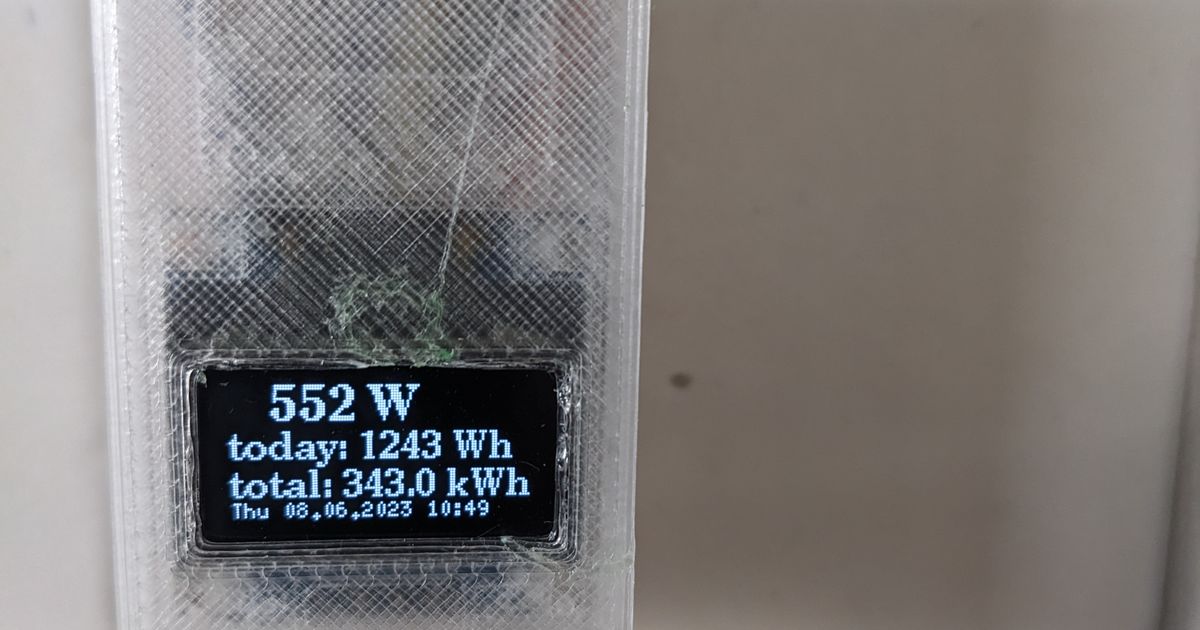 552 W
today: 1243 Wh
total: 343.0 kWh
Thu 08.06.2023 10:49